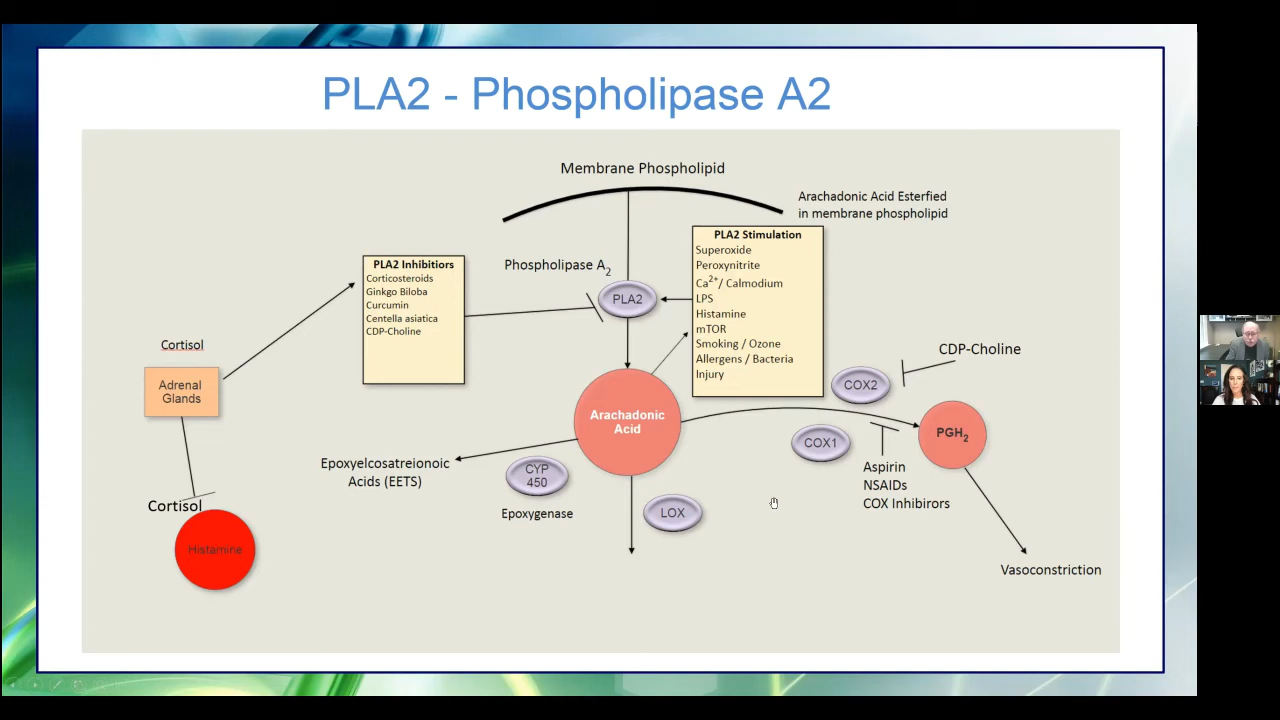 PLA2 - Phospholipase A2
Membrane Phospholipid
Arachadonic Acid Esterfied
in membrane phospholipid
PLA2 Stimulation
Superoxide
Peroxynitrite
Ca2+/ Calmodium
LPS
Histamine
mTOR
Smoking / Ozone
Allergens / Bacteria
Injury
Phospholipase A2
PLA2
PLA2 Inhibitiors
Corticosteroids
Ginkgo Biloba
Curcumin
Centella asiatica
CDP-Choline
Cortisol
Adrenal
Glands
Cortisol
Histamine
Arachadonic
Acid
Epoxyelcosatreionoic
Acids (EETS)
CYP
450
Epoxygenase
LOX
COX2
CDP-Choline
COX1
PGH2
Aspirin
NSAIDs
COX Inhibirors
Vasoconstriction